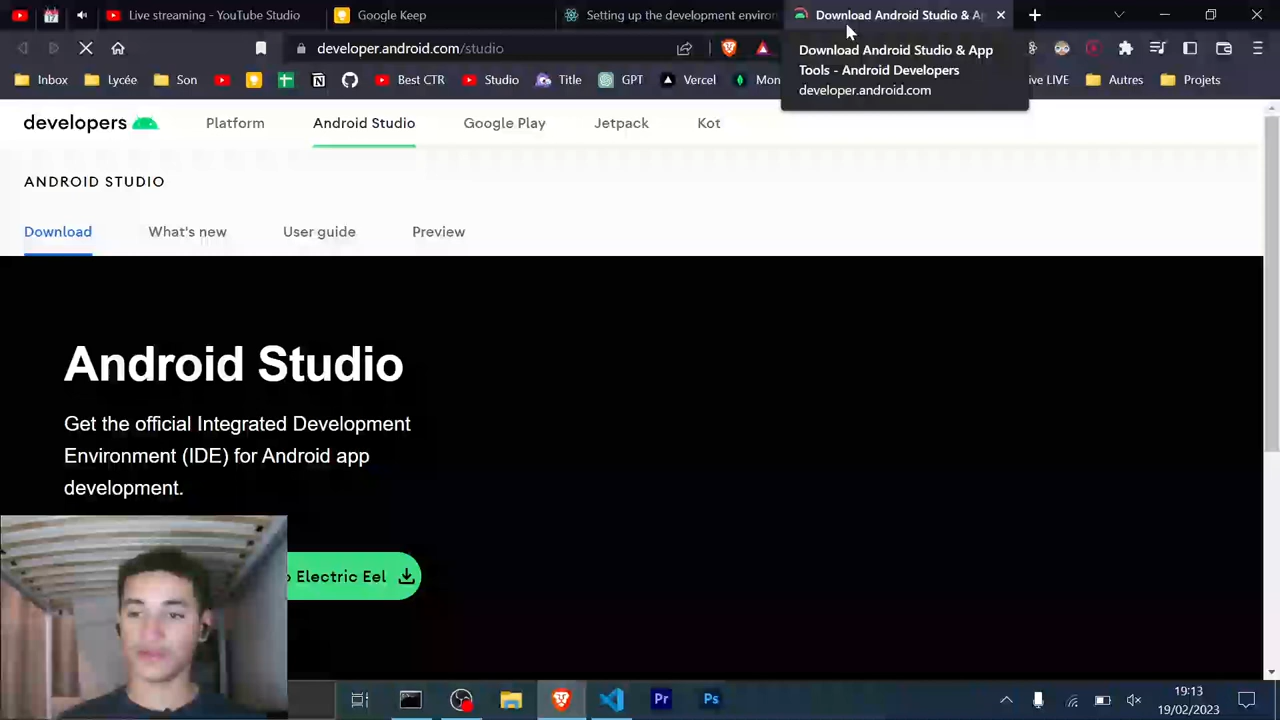 Live streaming - YouTube Studio
Google Keep
Setting up the development environ
Download Android Studio & Ap
developer.android.com/studio
Download Android Studio & App
Tools - Android Developers
developer.android.com
Inbox
Lycée
Son
Best CTR
Studio
Title
GPT
Vercel
Mon
ve LIVE
Autres
Projets
developers
Platform
Android Studio
Google Play
Jetpack
Kot
ANDROID STUDIO
Download
What's new
User guide
Preview
Android Studio
Get the official Integrated Development
Environment (IDE) for Android app
development.
Electric Eel
Pr
Ps
19:13
19/02/2023